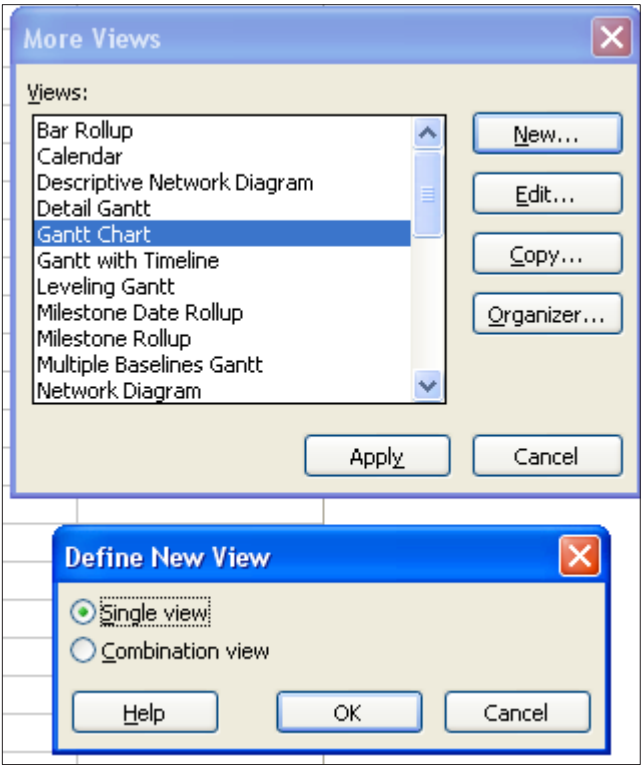 More Views
Views:
Bar Rollup
Calendar
Descriptive Network Diagram
Detail Gantt
Gantt Chart
Gantt with Timeline
Leveling Gantt
Milestone Date Rollup
Milestone Rollup
Multiple Baselines Gantt
Network Diagram
New...
Edit...
Copy...
Organizer...
Apply
Cancel
Define New View
Single view
Combination view
Help
OK
Cancel